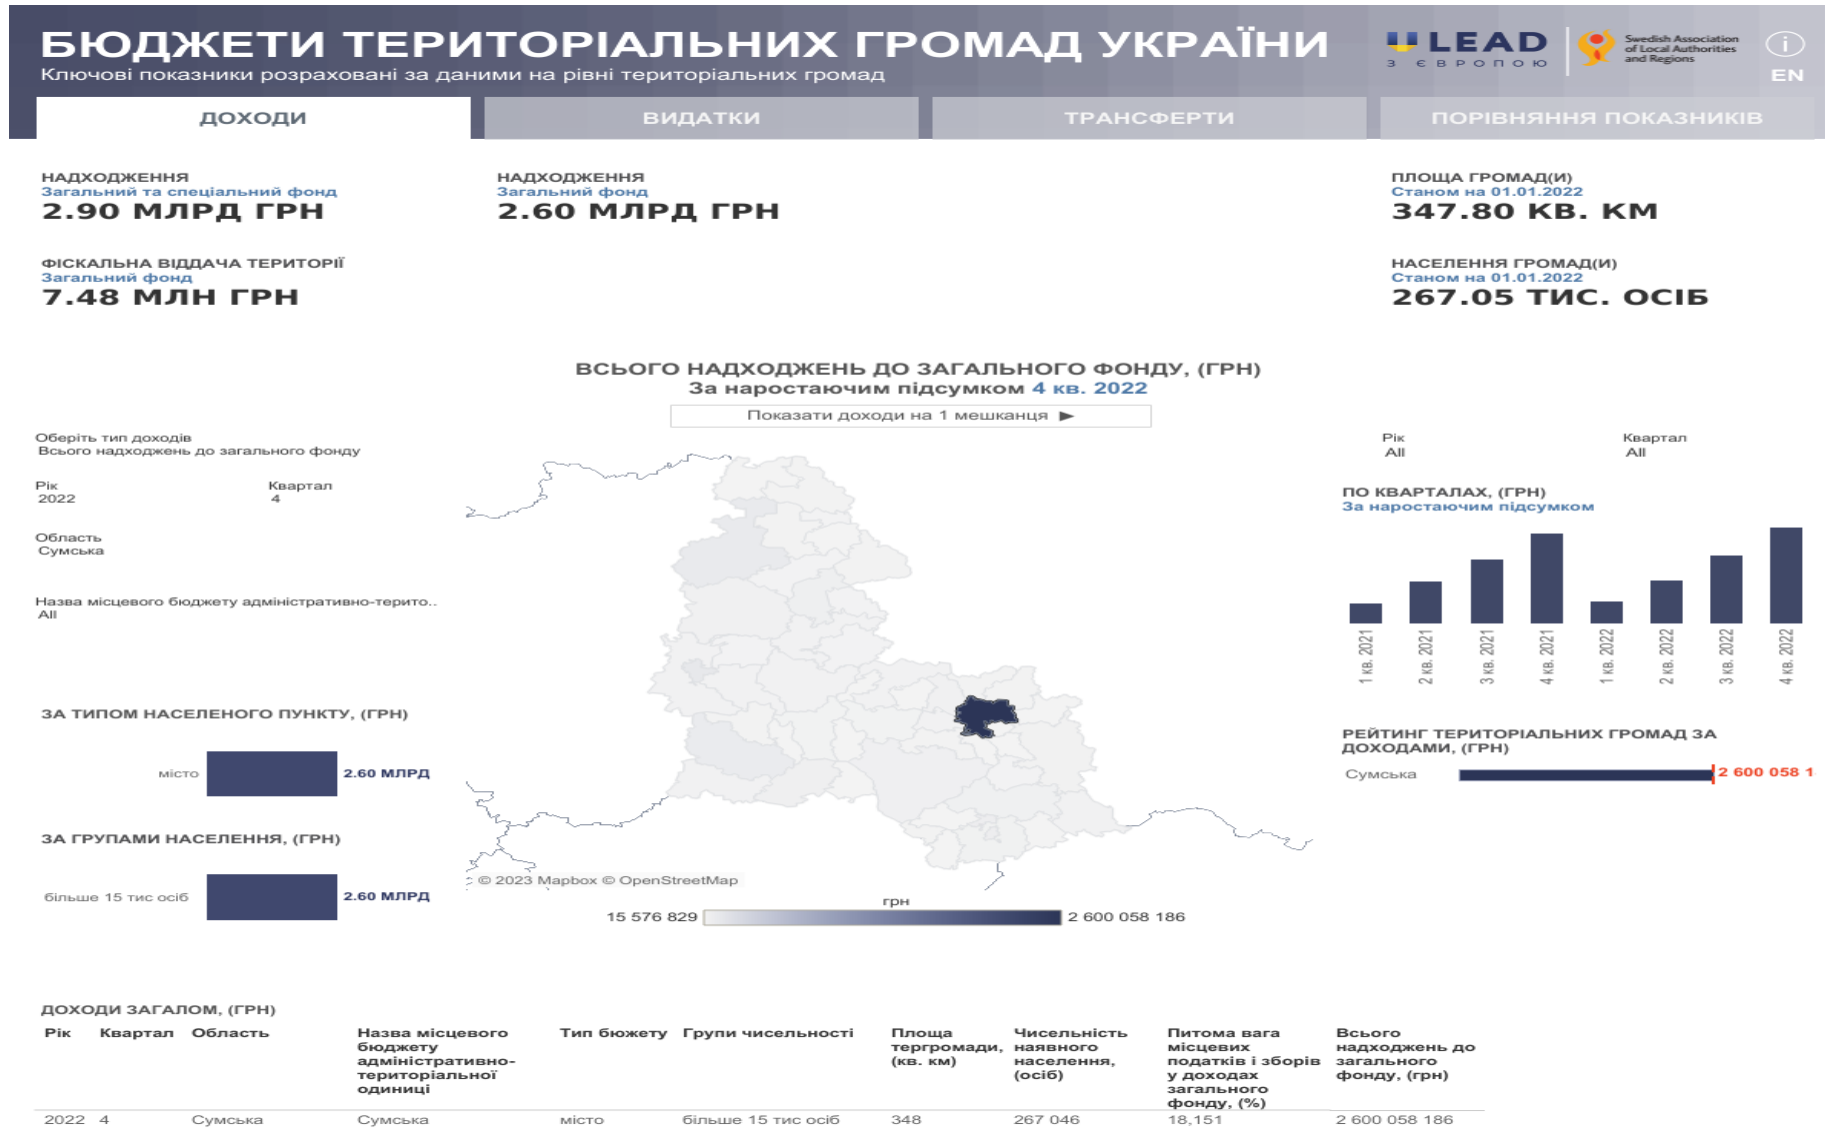 БЮДЖЕТИ ТЕРИТОРІАЛЬНИХ ГРОМАД УКРАЇНИ
Ключові показники розраховані за даними на рівні територіальних громад
U LEAD
З ЄВРОПОЮ
Swedish Association
of Local Authorities
and Regions
i
EN
ДОХОДИ
ВИДАТКИ
ТРАНСФЕРТИ
ПОРІВНЯННЯ ПОКАЗНИКІВ
НАДХОДЖЕННЯ
Загальний та спеціальний фонд
2.90 МЛРД ГРН
НАДХОДЖЕННЯ
Загальний фонд
2.60 МЛРД ГРН
ПЛОЩА ГРОМАД(И)
Станом на 01.01.2022
347.80 КВ. КМ
ФІСКАЛЬНА ВІДДАЧА ТЕРИТОРІЇ
Загальний фонд
7.48 МЛН ГРН
НАСЕЛЕННЯ ГРОМАД(И)
Станом на 01.01.2022
267.05 ТИС. ОСІБ
ВСЬОГО НАДХОДЖЕНЬ ДО ЗАГАЛЬНОГО ФОНДУ, (ГРН)
За наростаючим підсумком 4 кв. 2022
Показати доходи на 1 мешканця ▶
Оберіть тип доходів
Всього надходжень до загального фонду
Рік
2022
Квартал
4
Область
Сумська
Назва місцевого бюджету адміністративно-терито..
All
ЗА ТИПОМ НАСЕЛЕНОГО ПУНКТУ, (ГРН)
місто
2.60 МЛРД
ЗА ГРУПАМИ НАСЕЛЕННЯ, (ГРН)
більше 15 тис осіб
2.60 МЛРД
© 2023 Mapbox © OpenStreetMap
грн
15 576 829
2 600 058 186
Рік
All
Квартал
All
ПО КВАРТАЛАХ, (ГРН)
За наростаючим підсумком
1 кв. 2021
2 кв. 2021
3 кв. 2021
4 кв. 2021
1 кв. 2022
2 кв. 2022
3 кв. 2022
4 кв. 2022
РЕЙТИНГ ТЕРИТОРІАЛЬНИХ ГРОМАД ЗА
ДОХОДАМИ, (ГРН)
Сумська
2 600 058 1
ДОХОДИ ЗАГАЛОМ, (ГРН)
Рік
Квартал
Область
Назва місцевого
бюджету
адміністративно-
територіальної
одиниці
Тип бюжету
Групи чисельності
Площа
тергромади,
(кв. км)
Чисельність
наявного
населення,
(осіб)
Питома вага
місцевих
податків і зборів
у доходах
загального
фонду, (%)
Всього
надходжень до
загального
фонду, (грн)
2022 4 Сумська Сумська місто більше 15 тис осіб 348 267 046 18,151 2 600 058 186